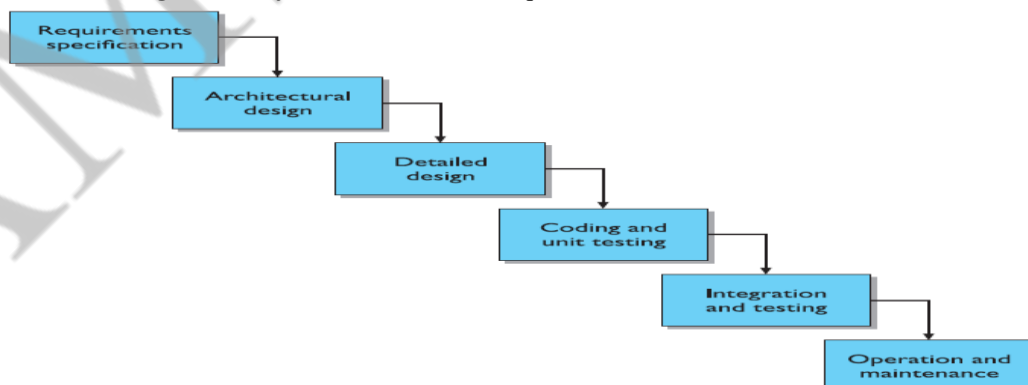 Requirements
specification
Architectural
design
Detailed
design
Coding and
unit testing
Integration
and testing
Operation and
maintenance